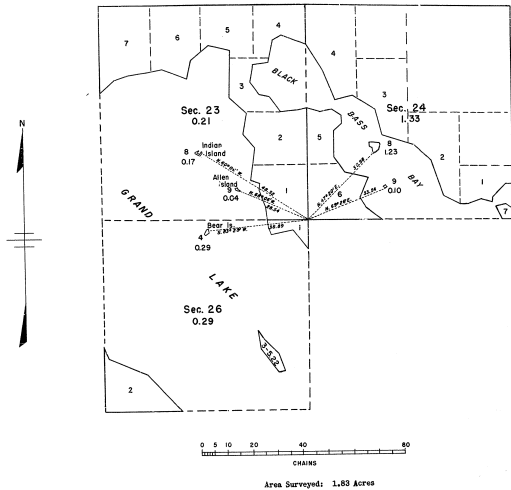 4
5
4
6
7
BLACK
3
3
Sec. 24
1.33
Sec. 23
0.21
BASS
N
2
5
8
1.23
Indian
Island
8
0.17
2
BAY
Allen
Island
9
0.04
1
6
9
0.10
1
7
GRAND
Bear Is.
4
0.29
1
LAKE
Sec. 26
0.29
3-5.22
2
0 5 10 20 40 80
CHAINS
Area Surveyed: 1.83 Acres